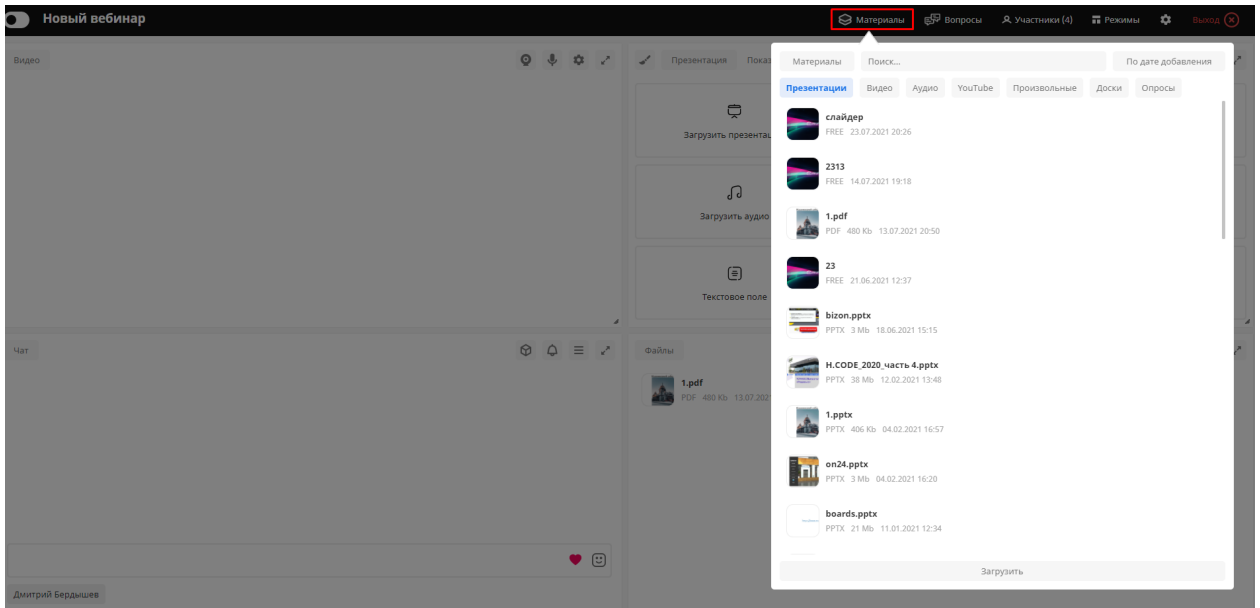 Новый вебинар
Материалы
Вопросы
Участники (4)
Режимы
Выход
Видео
Презентация
Загрузить аудио
Текстовое поле
Чат
Дмитрий Бердышев
Файлы
1.pdf
PDF 480 Kb
Материалы
Поиск...
По дате добавления
Презентации
Видео
Аудио
YouTube
Произвольные
Доски
Опросы
слайдер
FREE 23.07.2021 20:26
2313
FREE 14.07.2021 19:18
1.pdf
PDF 480 Kb 13.07.2021 20:50
23
FREE 21.06.2021 12:37
bizon.pptx
PPTX 3 Mb 18.06.2021 15:15
H.CODE_2020_часть 4.pptx
PPTX 38 Mb 12.02.2021 13:48
1.pptx
PPTX 406 Kb 04.02.2021 16:57
on24.pptx
PPTX 3 Mb 04.02.2021 16:20
boards.pptx
PPTX 21 Mb 11.01.2021 12:34
Загрузить